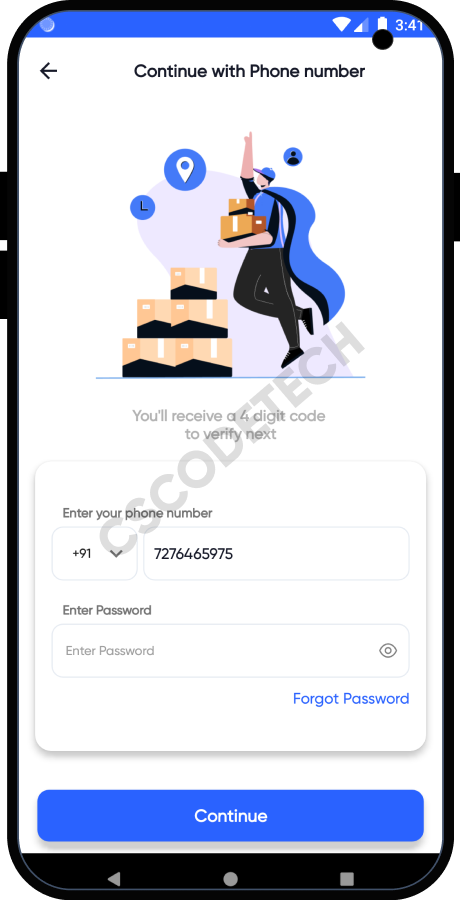 3:41
Continue with Phone number
You'll receive a 4 digit code
to verify next
CSCODETECH
Enter your phone number
+91
7276465975
Enter Password
Enter Password
Forgot Password
Continue